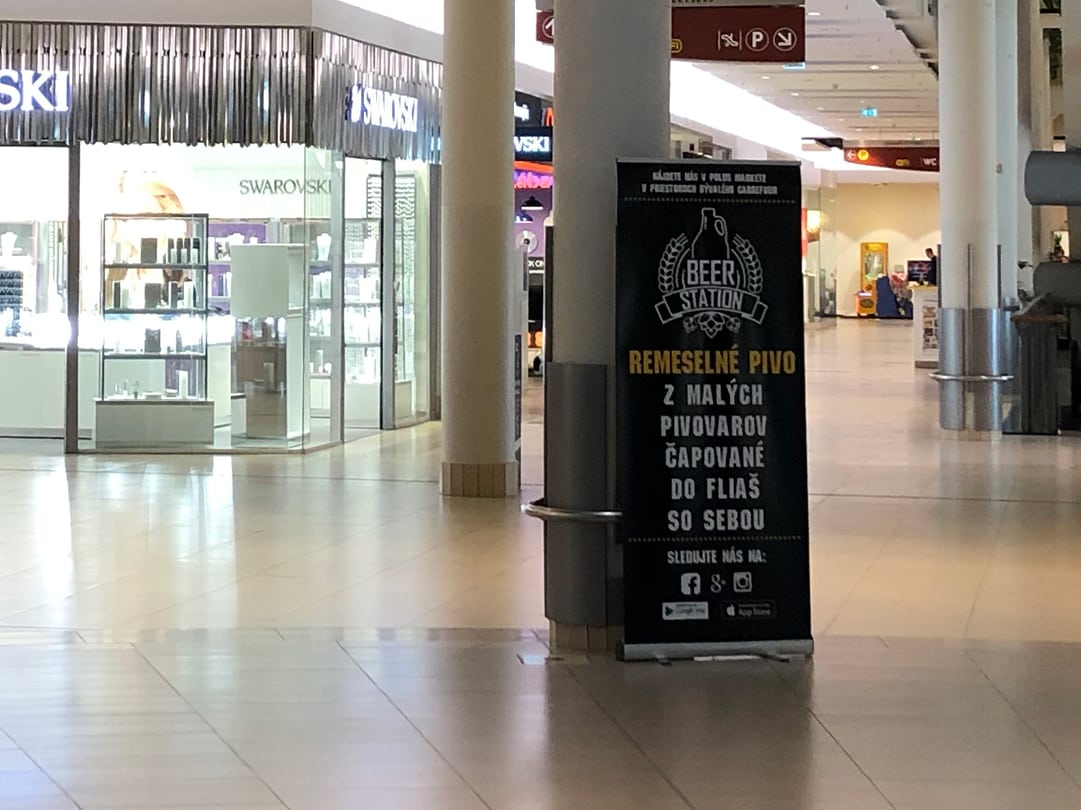 SKI
SWAROVSKI
SWAROVSKI
VSKI
P
WC
NÁJDETE NÁS V POLUS MARKETE
V PRIESTOROCH BÝVALÉHO CARREFOUR
BEER
STATION
REMESELNÉ PIVO
Z MALÝCH
PIVOVAROV
ČAPOVANÉ
DO FLIAŠ
SO SEBOU
SLEDUJTE NÁS NA:
Google Play
App Store